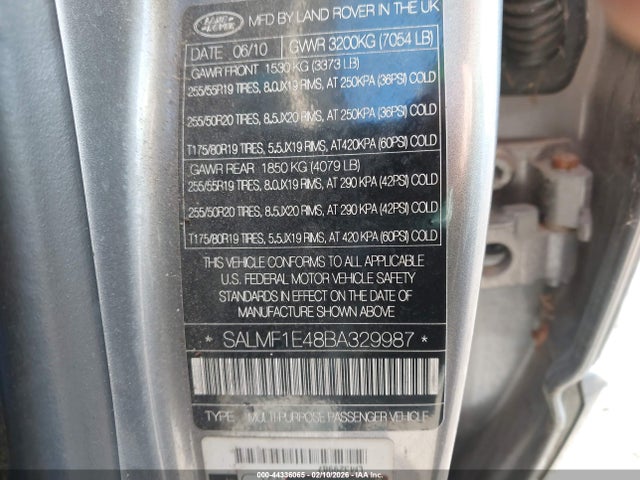 LAND ROVER
MFD BY LAND ROVER IN THE UK
DATE 06/10 GWWR 3200KG (7054 LB)
GAWR FRONT 1530 KG (3373 LB)
255/55R19 TIRES, 8.0JX19 RIMS, AT 250KPA (36PSI) COLD
255/50R20 TIRES, 8.5JX20 RIMS, AT 250KPA (36PSI) COLD
T175/80R19 TIRES, 5.5JX19 RIMS, AT420KPA (60PSI) COLD
GAWR REAR 1850 KG (4079 LB)
255/55R19 TIRES, 8.0JX19 RIMS, AT 290 KPA (42PSI) COLD
255/50R20 TIRES, 8.5JX20 RIMS, AT 290 KPA (42PSI) COLD
T175/80R19 TIRES, 5.5JX19 RIMS, AT 420 KPA (60PSI) COLD
THIS VEHICLE CONFORMS TO ALL APPLICABLE
U.S. FEDERAL MOTOR VEHICLE SAFETY
STANDARDS IN EFFECT ON THE DATE OF
MANUFACTURE SHOWN ABOVE
* SALMF1E48BA329987 *
TYPE: MULTI-PURPOSE PASSENGER VEHICLE
000-44336065 - 02/10/2026 - IAA